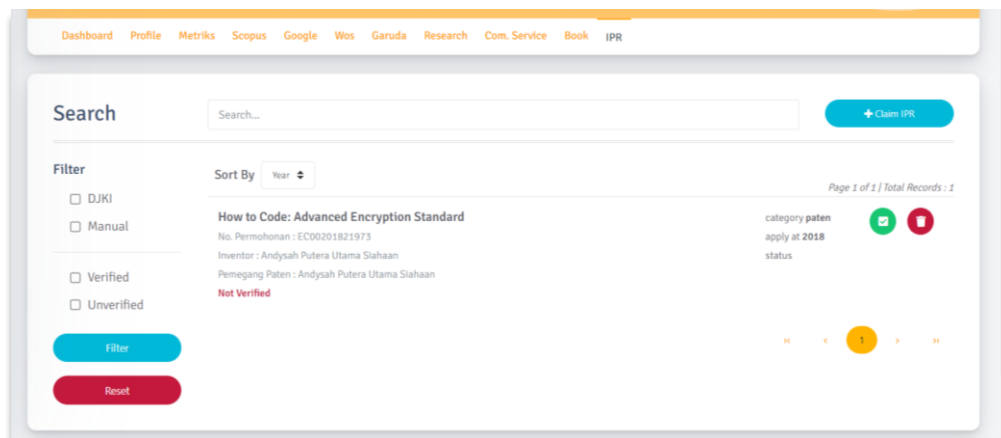 Dashboard Profile Metriks Scopus Google Wos Garuda Research Com. Service Book IPR
Search
Search...
+ Claim IPR
Filter
Sort By Year
Page 1 of 1 | Total Records : 1
DJKI
Manual
Verified
Unverified
Filter
Reset
How to Code: Advanced Encryption Standard
No. Permohonan : EC00201821973
Inventor : Andysah Putera Utama Siahaan
Pemegang Paten : Andysah Putera Utama Siahaan
Not Verified
category paten
apply at 2018
status
1